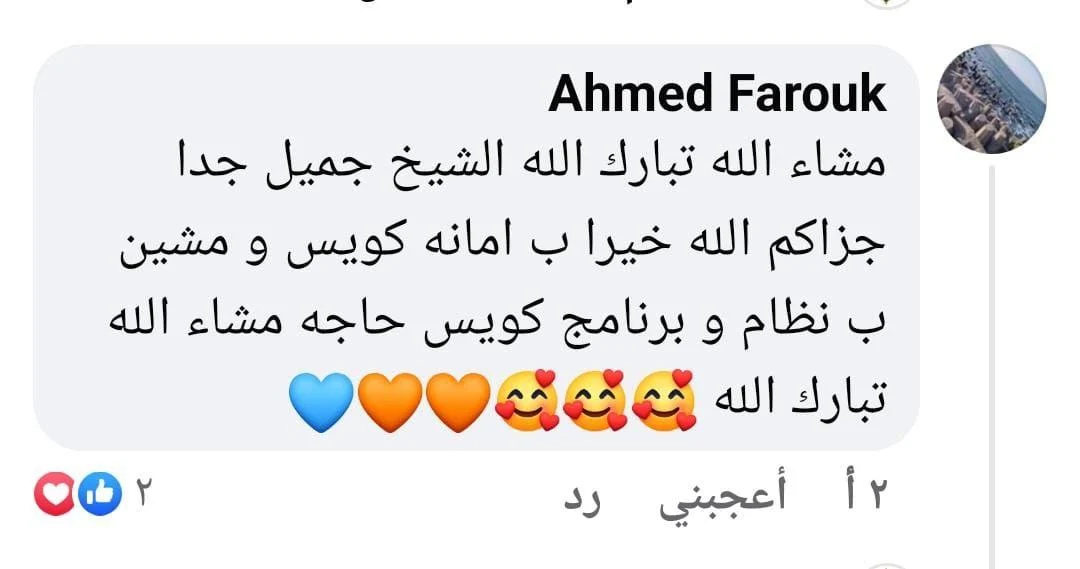 Ahmed Farouk
مشاء الله تبارك الله الشيخ جميل جدا
جزاكم الله خيرا ب امانه كويس و مشين
ب نظام و برنامج كويس حاجه مشاء الله
تبارك الله 🥰🥰🥰🧡🧡💙
٢ أ أعجبني رد ٢